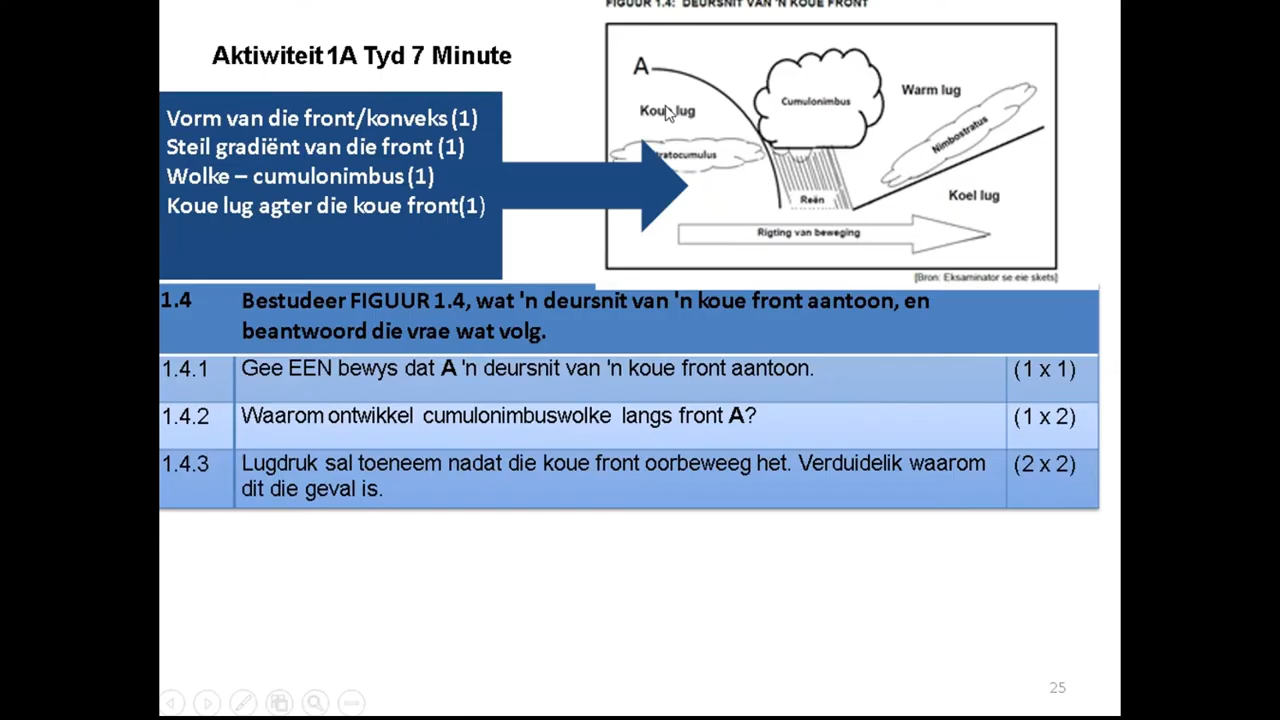 FIGUUR 1.4: DEURSNIT VAN 'N KOUE FRONT
Aktiwiteit 1A Tyd 7 Minute
Vorm van die front/konveks (1)
Steil gradiënt van die front (1)
Wolke – cumulonimbus (1)
Koue lug agter die koue front(1)
A
Koue lug
Cumulonimbus
Warm lug
Nimbostratus
Koel lug
Reën
Rigting van beweging
[Bron: Eksaminator se eie skets]
1.4 Bestudeer FIGUUR 1.4, wat 'n deursnit van 'n koue front aantoon, en
beantwoord die vrae wat volg.
1.4.1 Gee EEN bewys dat A 'n deursnit van 'n koue front aantoon. (1 x 1)
1.4.2 Waarom ontwikkel cumulonimbuswolke langs front A? (1 x 2)
1.4.3 Lugdruk sal toeneem nadat die koue front oorbeweeg het. Verduidelik waarom (2 x 2)
dit die geval is.
25